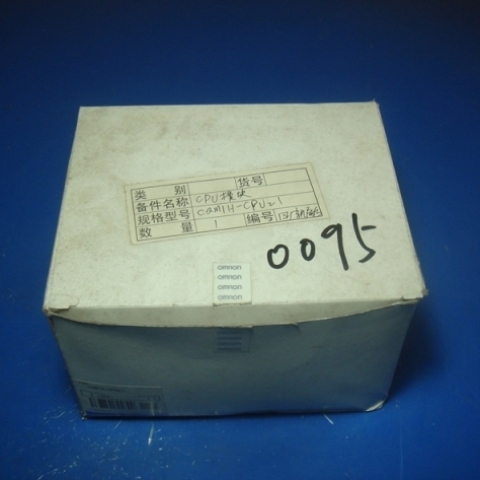 类 别 货号
备件名称 CPU模块
规格型号 CQM1H-CPU21
数 量 1 编号
0095
omron
omron
omron
omron